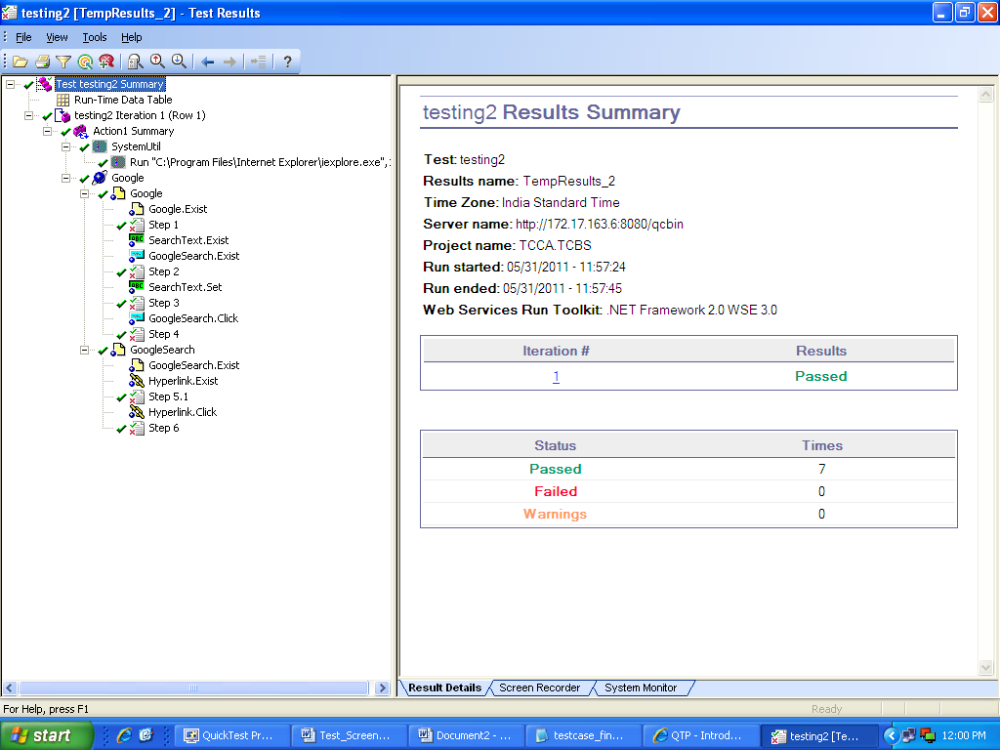 testing2 [TempResults_2] - Test Results
File View Tools Help
Test testing2 Summary
Run-Time Data Table
testing2 Iteration 1 (Row 1)
Action1 Summary
SystemUtil
Run "C:\Program Files\Internet Explorer\iexplore.exe",
Google
Google
Google.Exist
Step 1
SearchText.Exist
GoogleSearch.Exist
Step 2
SearchText.Set
Step 3
GoogleSearch.Click
Step 4
GoogleSearch
GoogleSearch.Exist
Hyperlink.Exist
Step 5.1
Hyperlink.Click
Step 6
testing2 Results Summary
Test: testing2
Results name: TempResults_2
Time Zone: India Standard Time
Server name: http://172.17.163.6:8080/qcbin
Project name: TCCA.TCBS
Run started: 05/31/2011 - 11:57:24
Run ended: 05/31/2011 - 11:57:45
Web Services Run Toolkit: .NET Framework 2.0 WSE 3.0
Iteration # Results
1 Passed
Status Times
Passed 7
Failed 0
Warnings 0
Result Details Screen Recorder System Monitor
For Help, press F1 Ready
start QuickTest Pr... Test_Screen... Document2 - ... testcase_fin... QTP - Introd... testing2 [Te... 12:00 PM